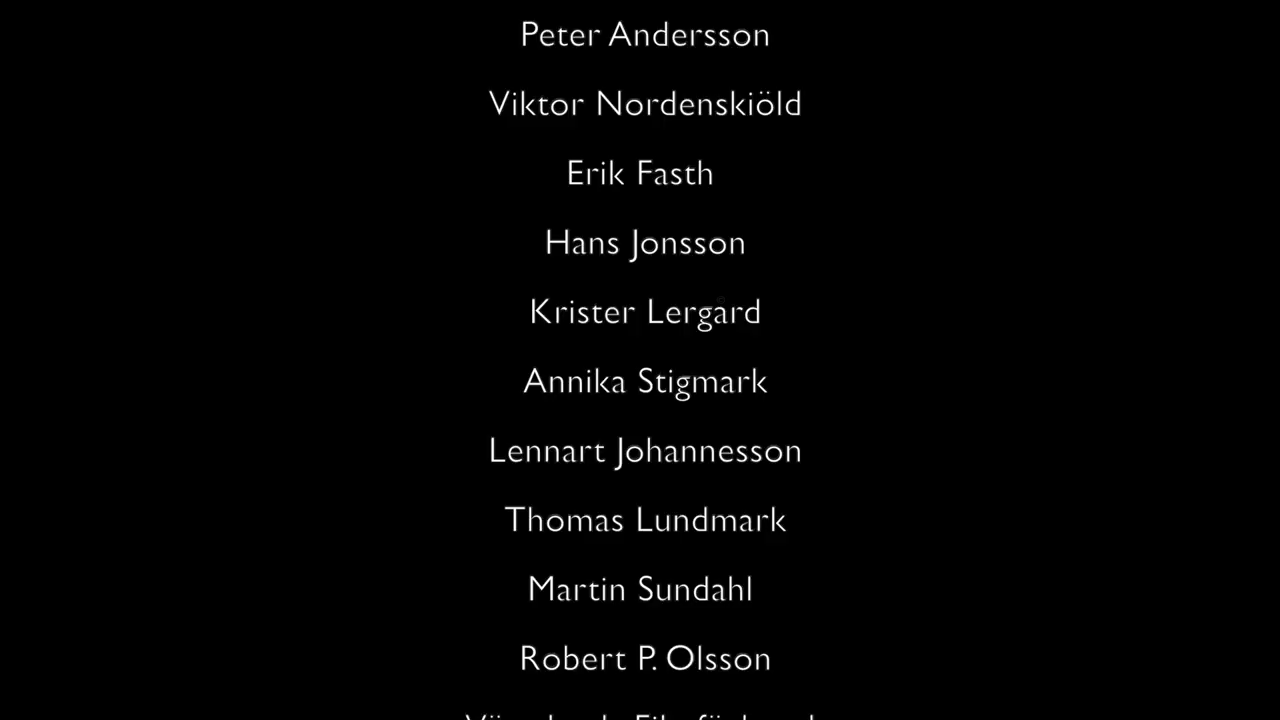 Peter Andersson
Viktor Nordenskiöld
Erik Fasth
Hans Jonsson
Krister Lergård
Annika Stigmark
Lennart Johannesson
Thomas Lundmark
Martin Sundahl
Robert P. Olsson